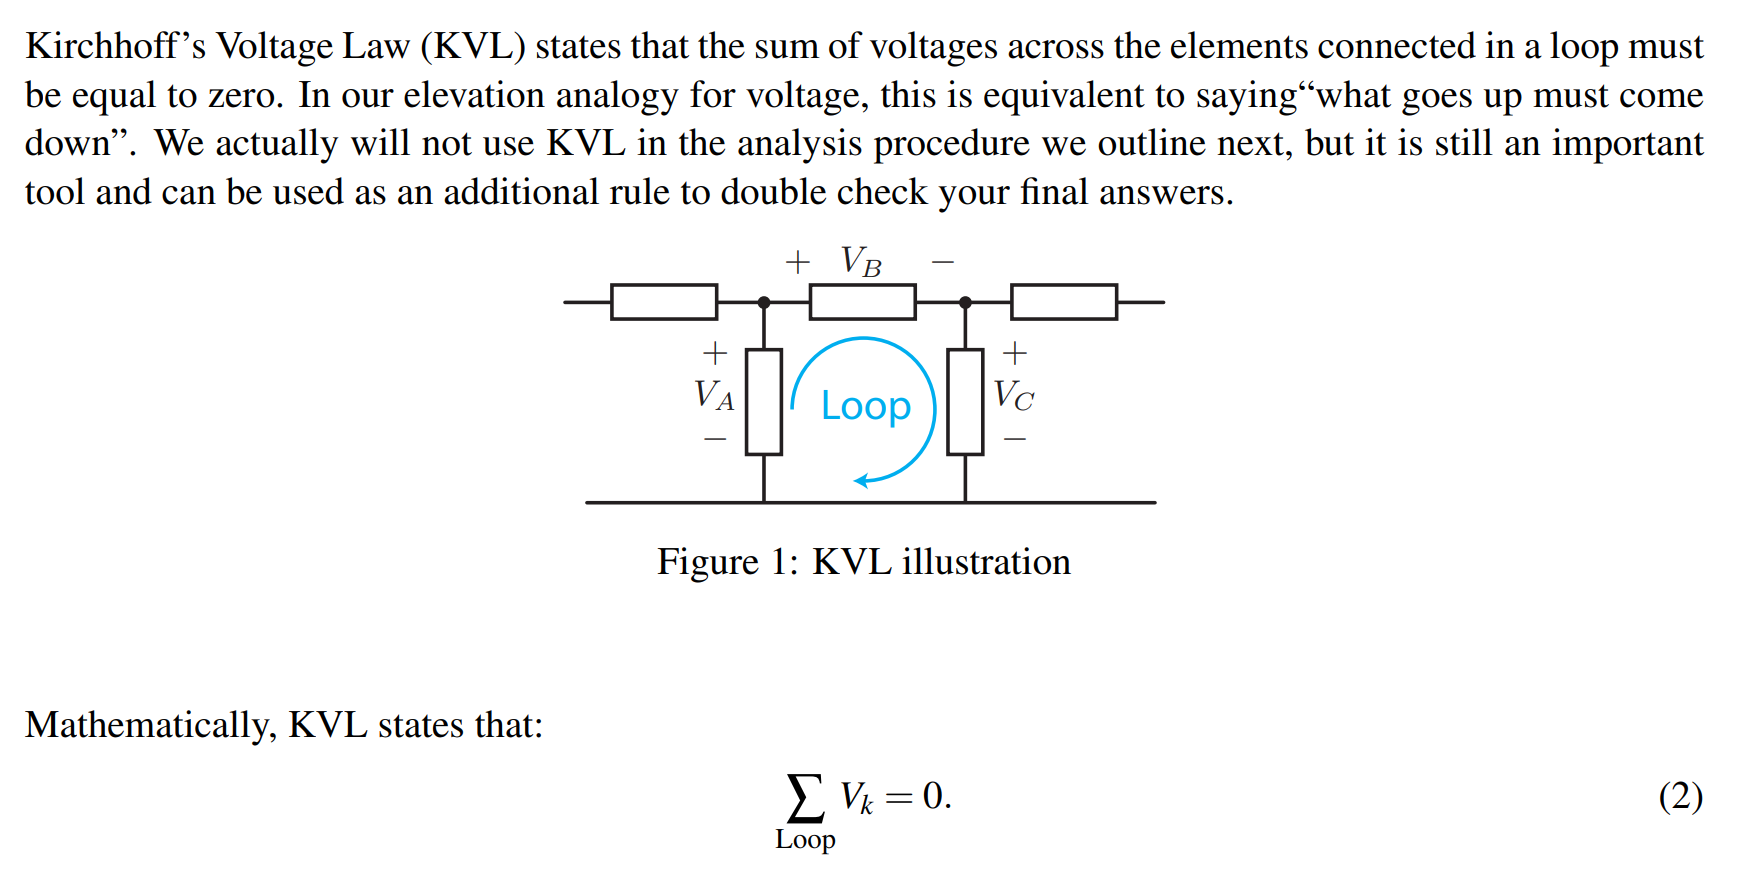 Kirchhoff’s Voltage Law (KVL) states that the sum of voltages across the elements connected in a loop must
be equal to zero. In our elevation analogy for voltage, this is equivalent to saying“what goes up must come
down”. We actually will not use KVL in the analysis procedure we outline next, but it is still an important
tool and can be used as an additional rule to double check your final answers.
+ V_B −
+ +
V_A Loop V_C
− −
Figure 1: KVL illustration
Mathematically, KVL states that:
∑ V_k = 0. (2)
Loop